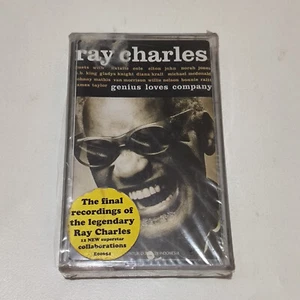 ray charles
duets with natalie cole elton john norah jones
b.b. king gladys knight diana krall michael mcdonald
johnny mathis van morrison willie nelson bonnie raitt
james taylor genius loves company
The final
recordings of the
legendary
Ray Charles
12 NEW superstar
collaborations